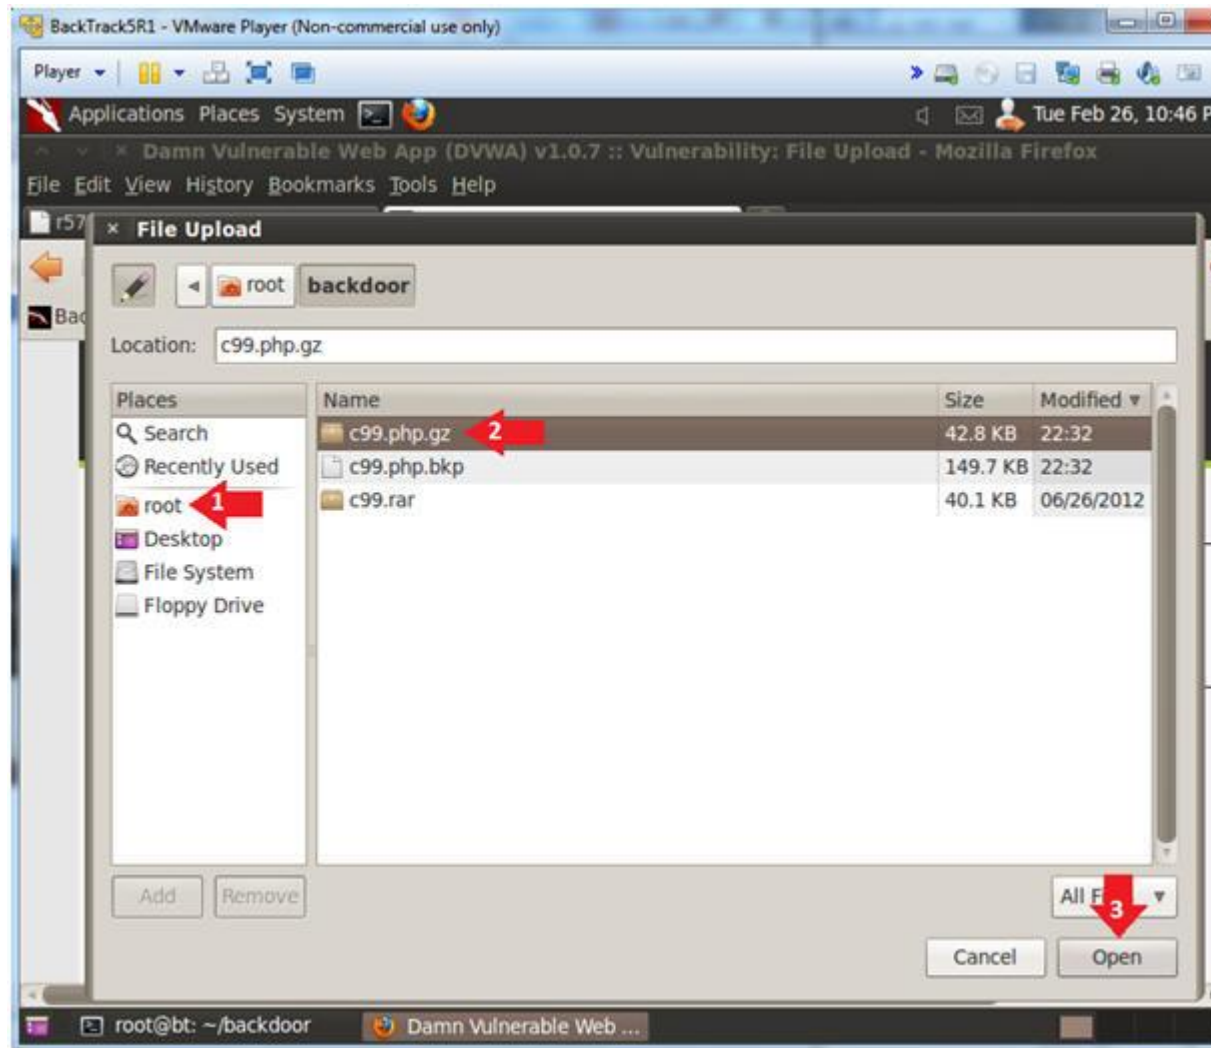 BackTrack5R1 - VMware Player (Non-commercial use only)
Player
Applications Places System Tue Feb 26, 10:46 P
Damn Vulnerable Web App (DVWA) v1.0.7 :: Vulnerability: File Upload - Mozilla Firefox
File Edit View History Bookmarks Tools Help
r57
× File Upload
root backdoor
Bac
Location: c99.php.gz
Places Name Size Modified
Search c99.php.gz 2 42.8 KB 22:32
Recently Used c99.php.bkp 149.7 KB 22:32
root 1 c99.rar 40.1 KB 06/26/2012
Desktop
File System
Floppy Drive
Add Remove All F 3
Cancel Open
root@bt: ~/backdoor Damn Vulnerable Web ...